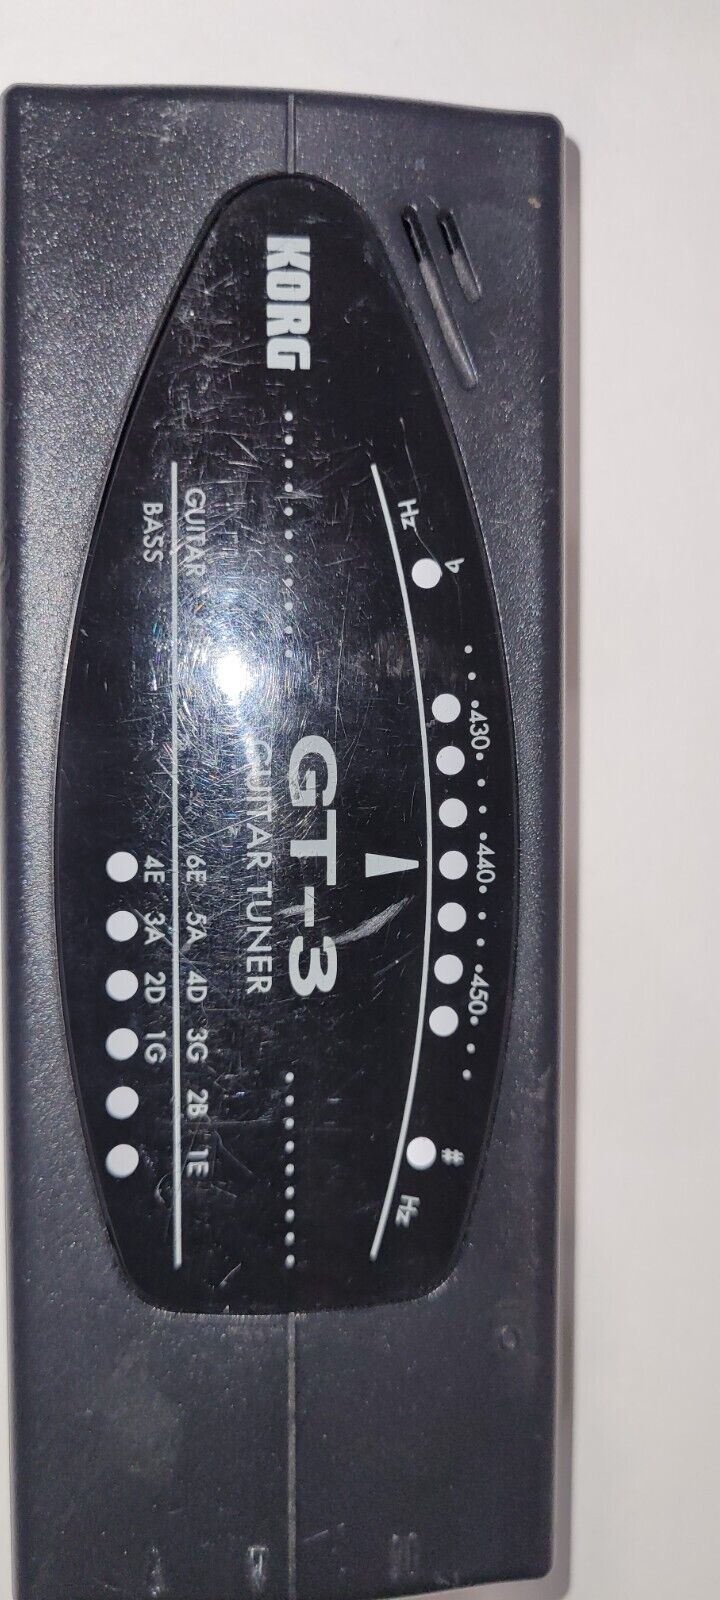 ♭ 430 440 450 #
Hz Hz
KORG
GT-3
GUITAR TUNER
GUITAR 6E 5A 4D 3G 2B 1E
BASS 4E 3A 2D 1G